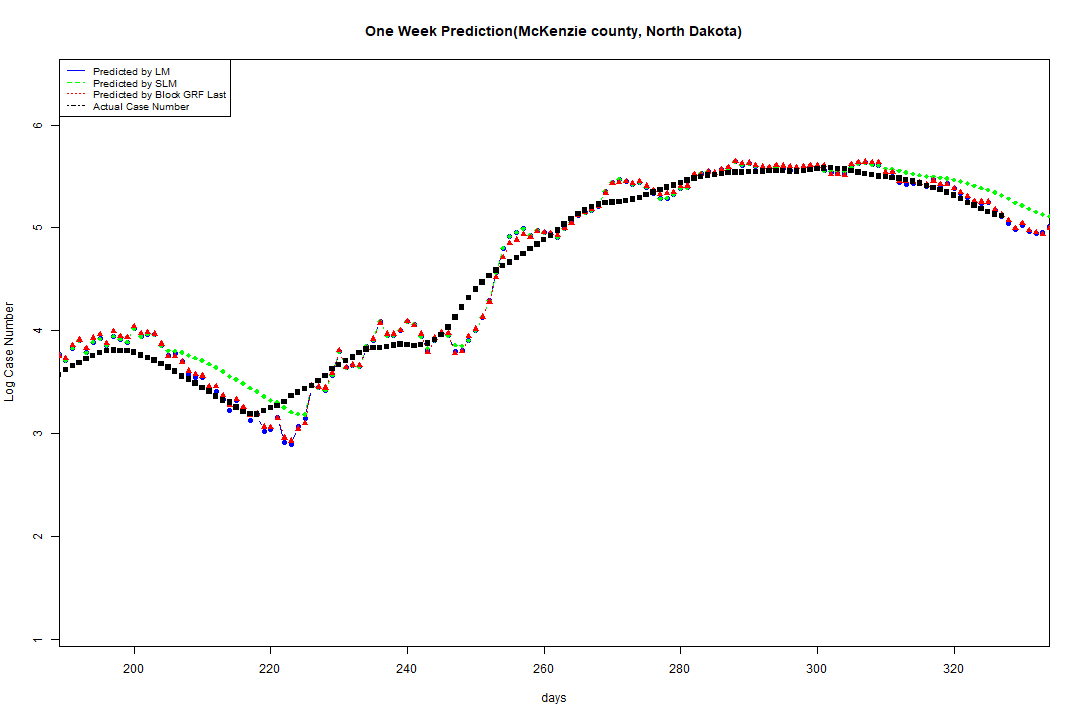 One Week Prediction(McKenzie county, North Dakota)
Predicted by LM
Predicted by SLM
Predicted by Block GRF Last
Actual Case Number
6
5
4
3
2
1
Log Case Number
200 220 240 260 280 300 320
days